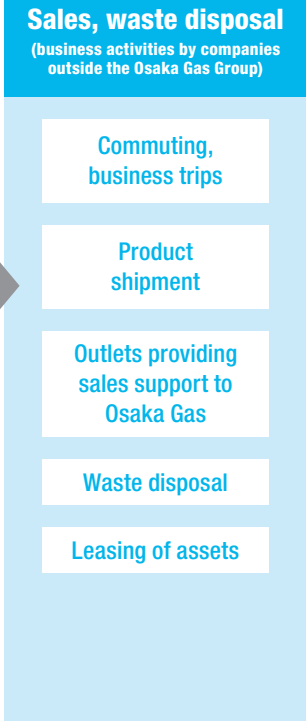 Sales, waste disposal
(business activities by companies
outside the Osaka Gas Group)
Commuting,
business trips
Product
shipment
Outlets providing
sales support to
Osaka Gas
Waste disposal
Leasing of assets